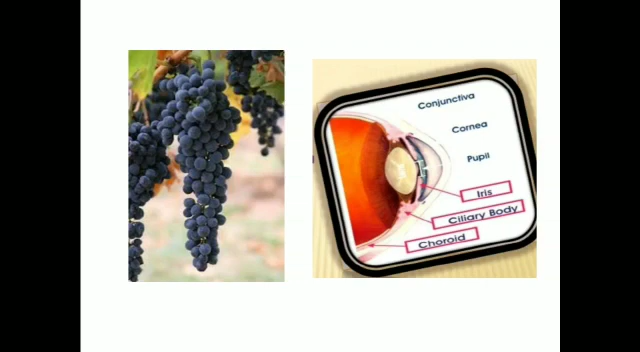 Conjunctiva
Cornea
Pupil
Iris
Ciliary Body
Choroid